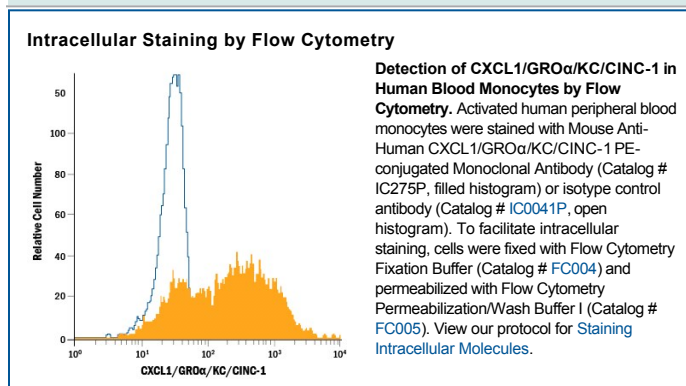 Intracellular Staining by Flow Cytometry
50
100
80
60
40
20
0
Relative Cell Number
10⁰
10¹
10²
10³
10⁴
CXCL1/GROα/KC/CINC-1
Detection of CXCL1/GROα/KC/CINC-1 in
Human Blood Monocytes by Flow
Cytometry. Activated human peripheral blood
monocytes were stained with Mouse Anti-
Human CXCL1/GROα/KC/CINC-1 PE-
conjugated Monoclonal Antibody (Catalog #
IC275P, filled histogram) or isotype control
antibody (Catalog # IC0041P, open
histogram). To facilitate intracellular
staining, cells were fixed with Flow Cytometry
Fixation Buffer (Catalog # FC004) and
permeabilized with Flow Cytometry
Permeabilization/Wash Buffer I (Catalog #
FC005). View our protocol for Staining
Intracellular Molecules.